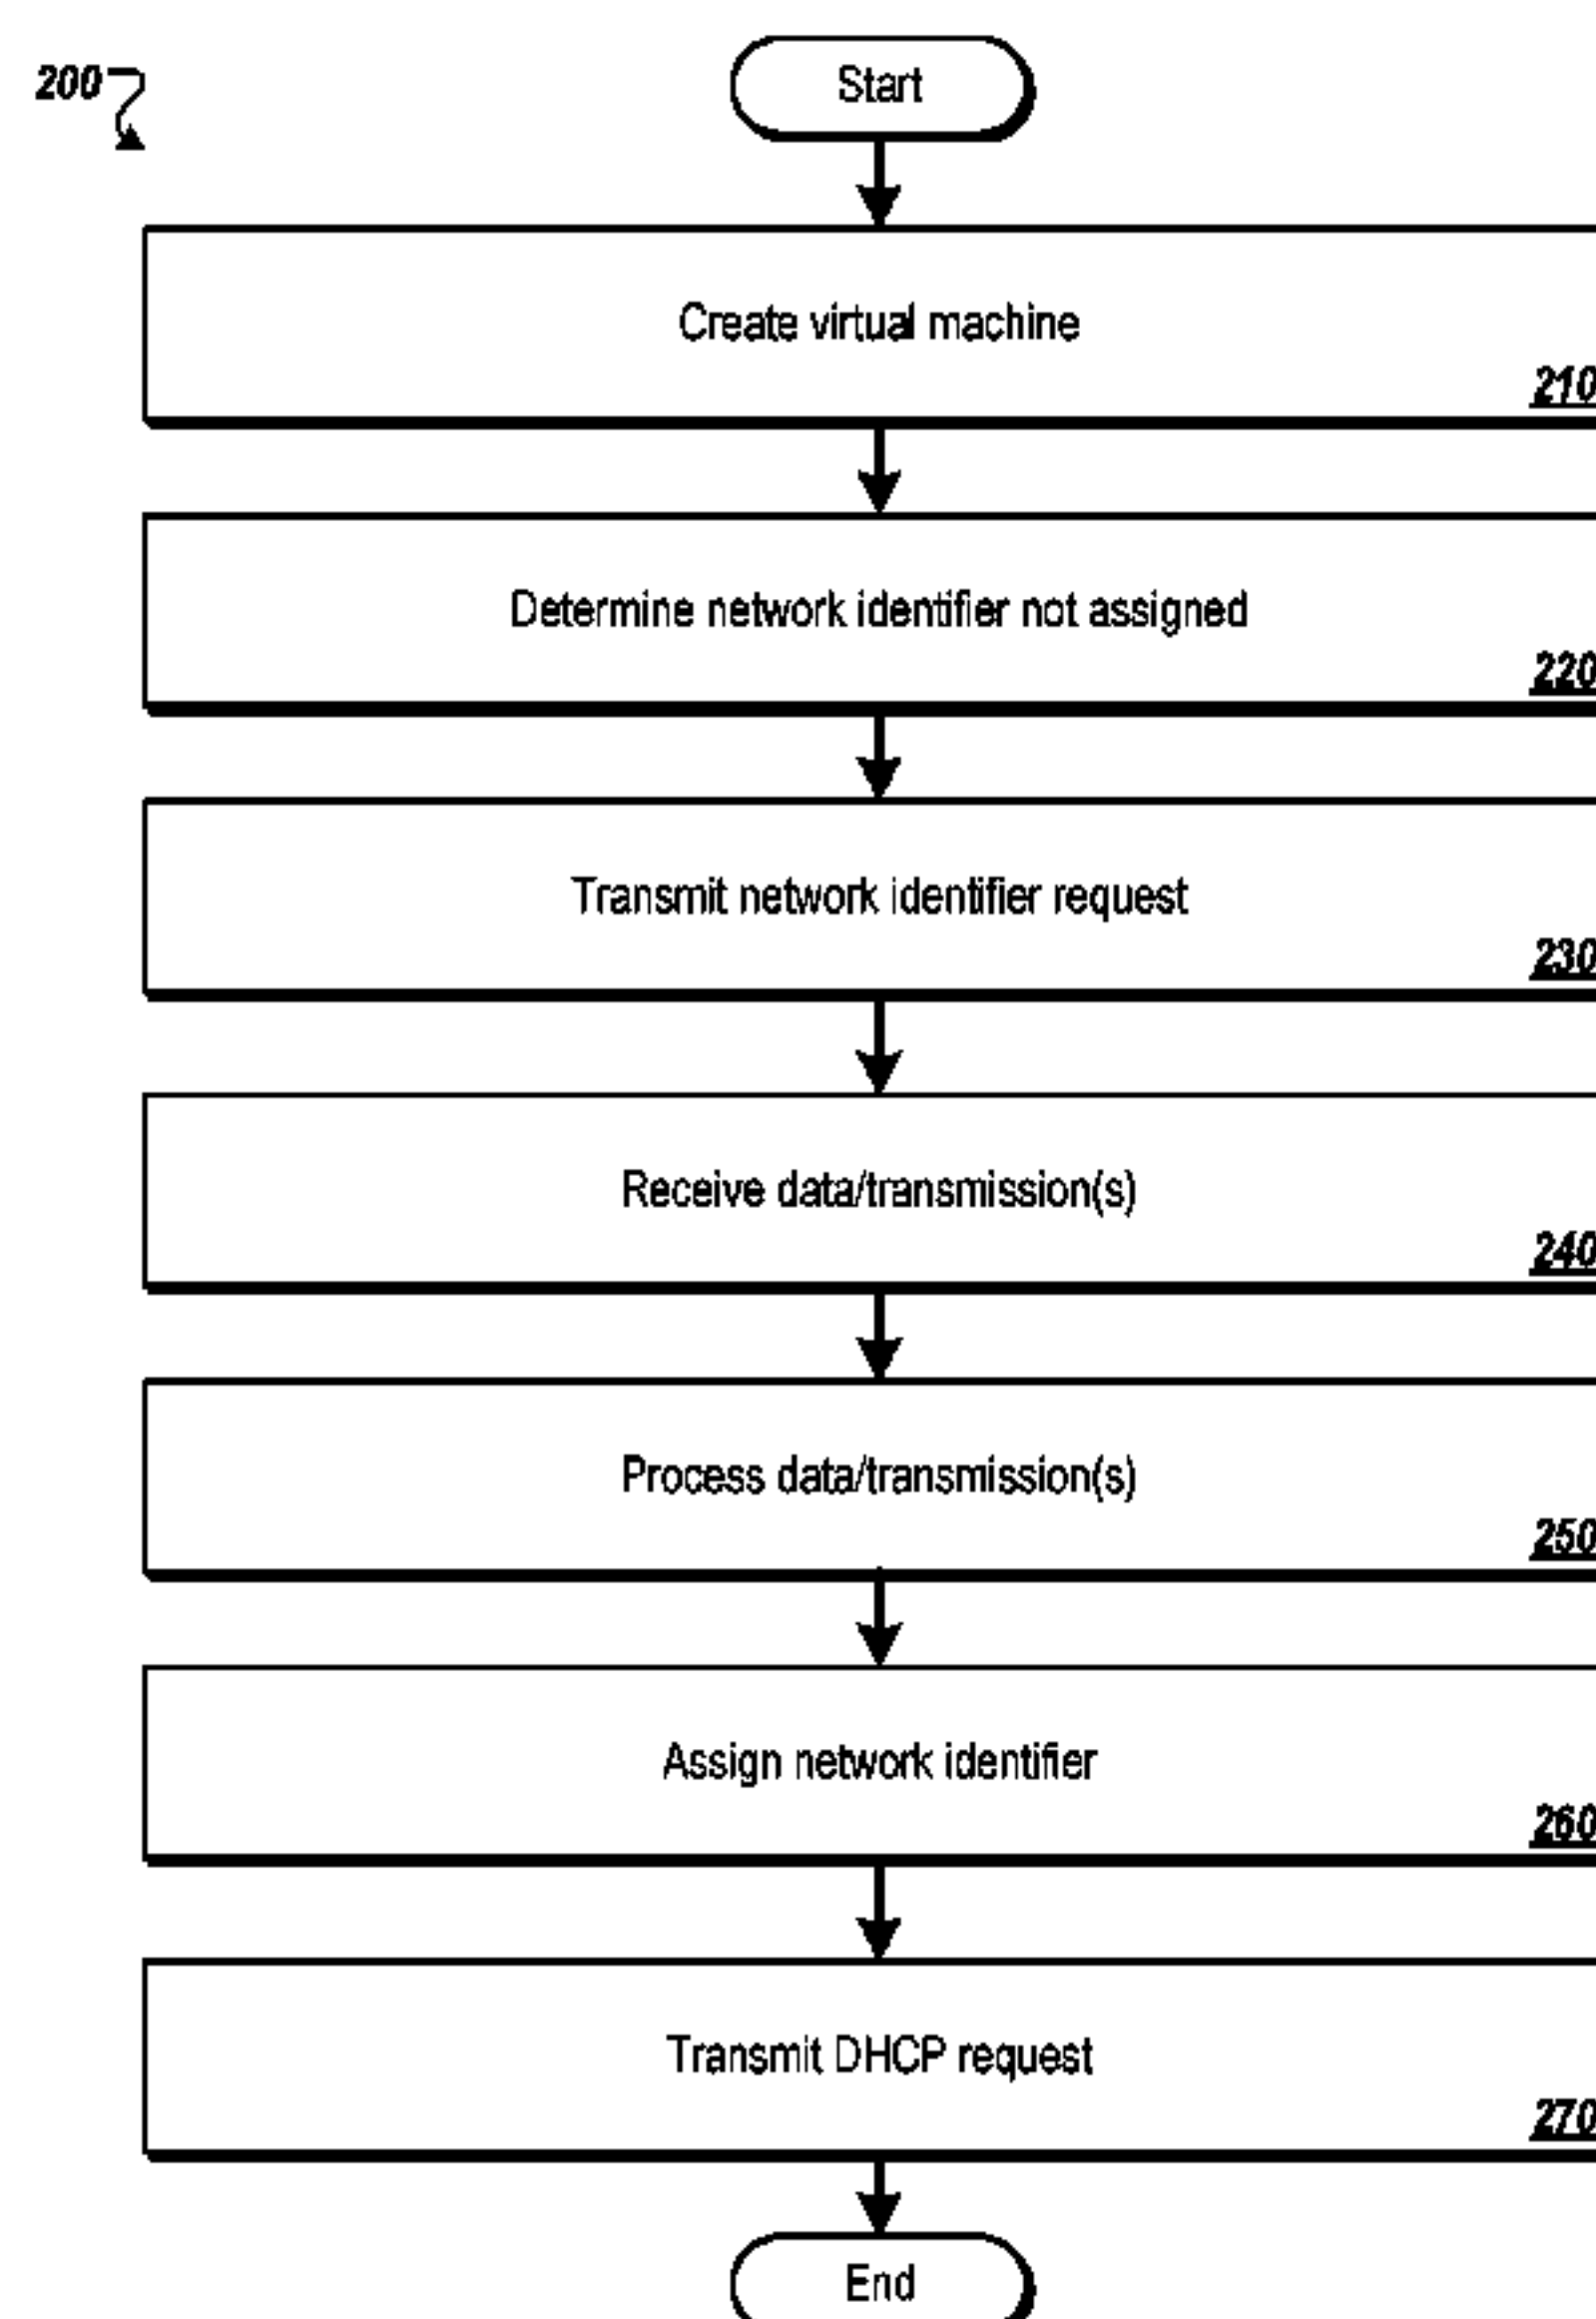 200
Start
Create virtual machine
210
Determine network identifier not assigned
220
Transmit network identifier request
230
Receive data/transmission(s)
240
Process data/transmission(s)
250
Assign network identifier
260
Transmit DHCP request
270
End